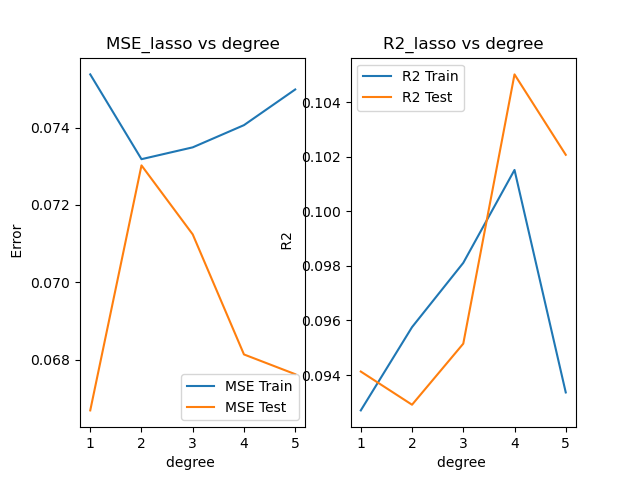 MSE_lasso vs degree
Error
0.074
0.072
0.070
0.068
1 2 3 4 5
degree
MSE Train
MSE Test
R2_lasso vs degree
R2
0.104
0.102
0.100
0.098
0.096
0.094
1 2 3 4 5
degree
R2 Train
R2 Test